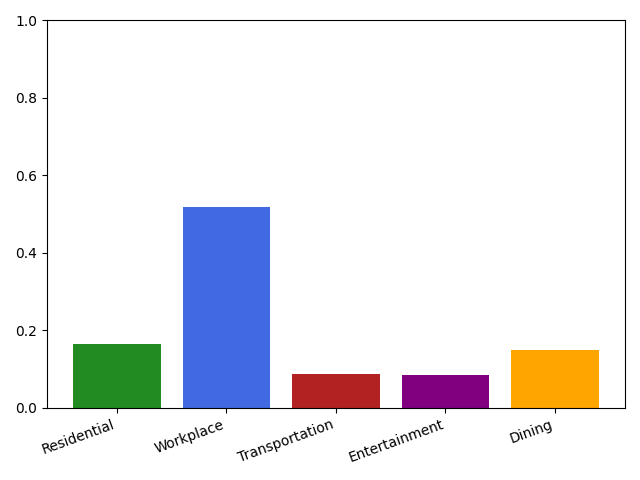 1.0
0.8
0.6
0.4
0.2
0.0
Residential
Workplace
Transportation
Entertainment
Dining